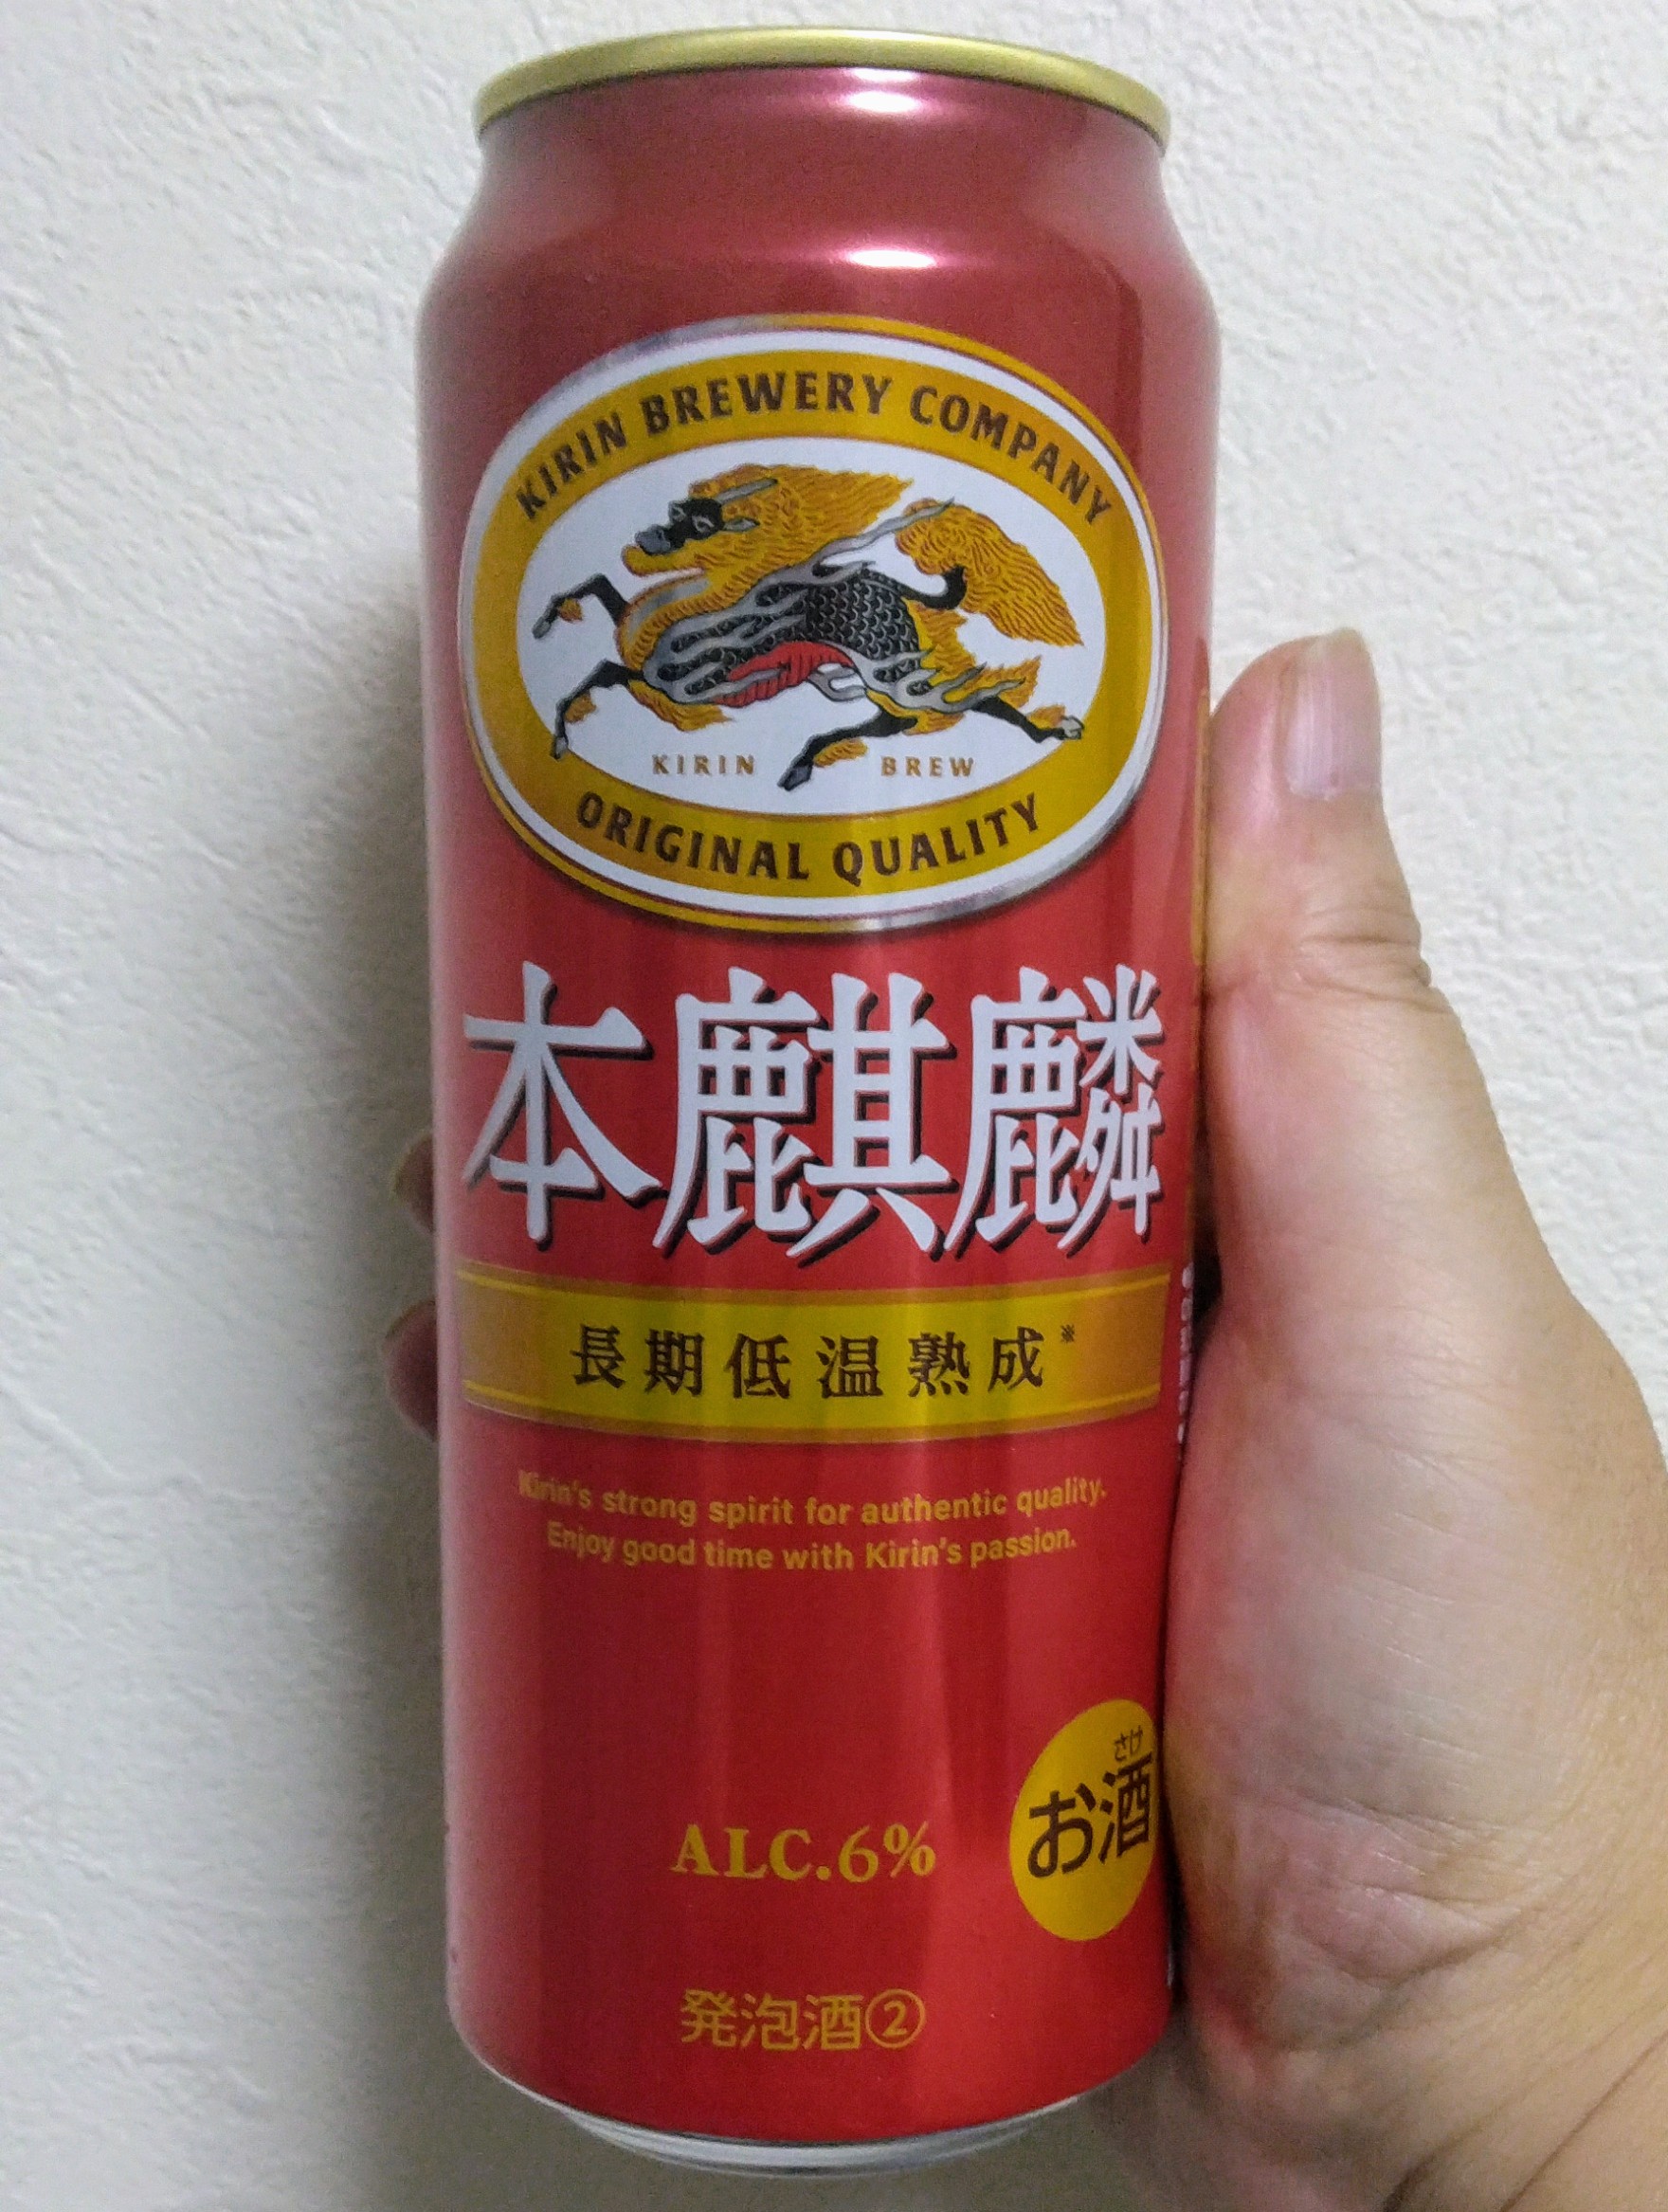 KIRIN BREWERY COMPANY
KIRIN BREW
ORIGINAL QUALITY
本麒麟
長期低温熟成※
Kirin's strong spirit for authentic quality.
Enjoy good time with Kirin's passion.
さけ
お酒
ALC.6%
発泡酒②